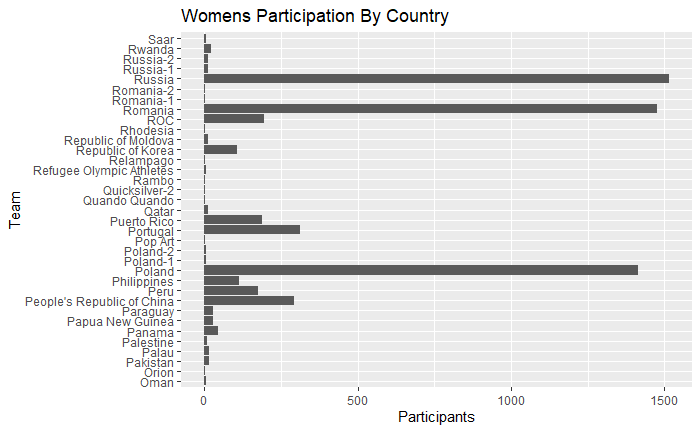 Womens Participation By Country
Saar
Rwanda
Russia-2
Russia-1
Russia
Romania-2
Romania-1
Romania
ROC
Rhodesia
Republic of Moldova
Republic of Korea
Relampago
Refugee Olympic Athletes
Rambo
Quicksilver-2
Quando Quando
Qatar
Puerto Rico
Portugal
Pop Art
Poland-2
Poland-1
Poland
Philippines
Peru
People's Republic of China
Paraguay
Papua New Guinea
Panama
Palestine
Palau
Pakistan
Orion
Oman
Team
0 500 1000 1500
Participants